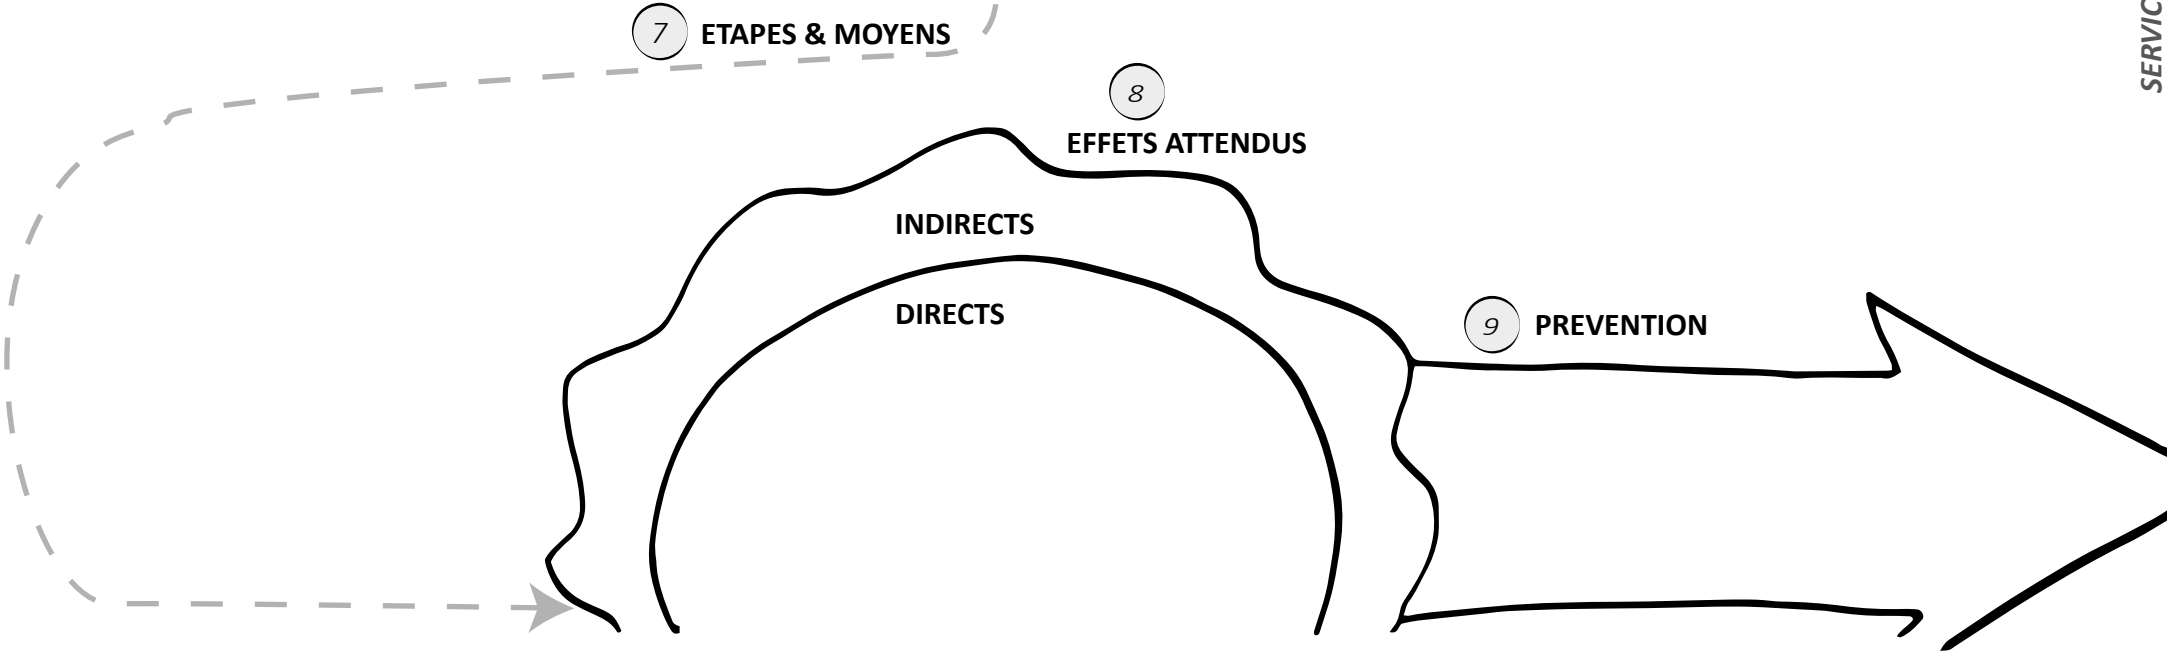 7 ETAPES & MOYENS
8
EFFETS ATTENDUS
INDIRECTS
DIRECTS
9 PREVENTION